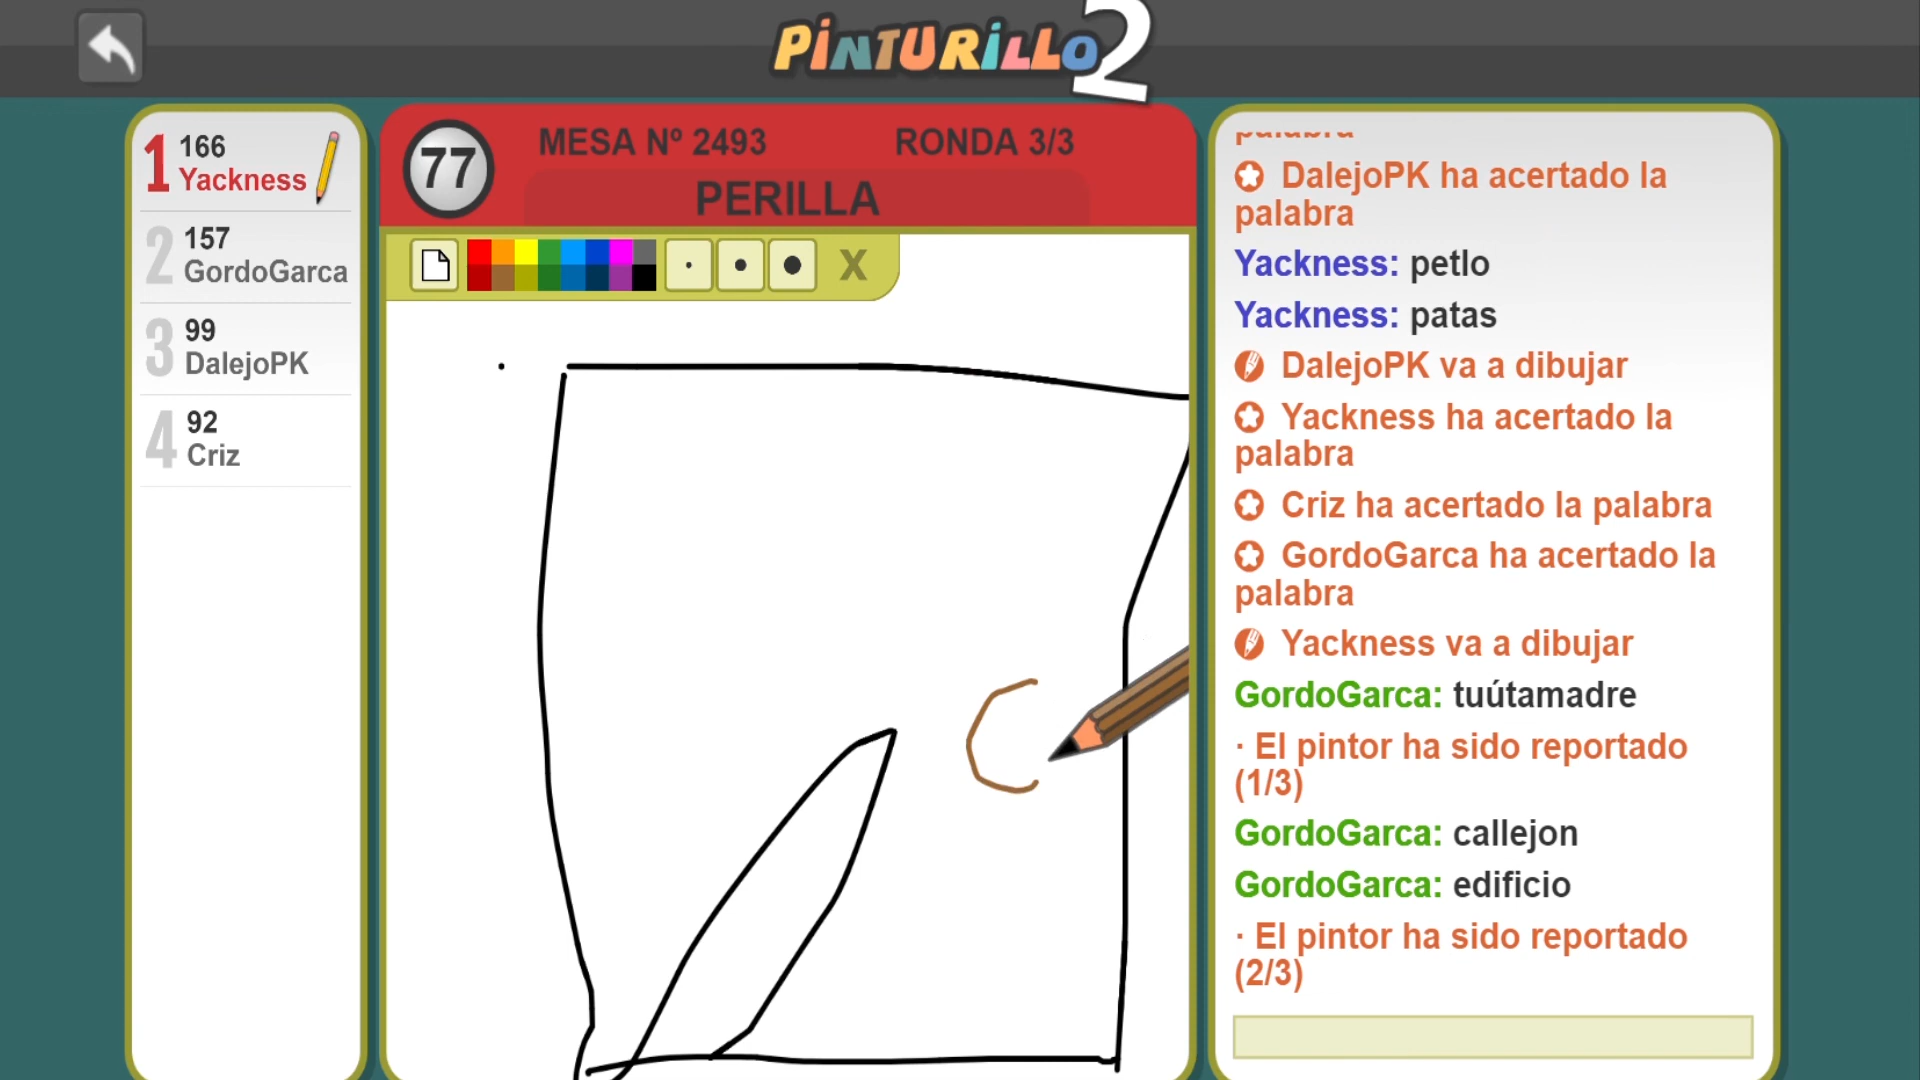 PINTURILLO 2
1 166
Yackness
2 157
GordoGarca
3 99
DalejoPK
4 92
Criz
77
MESA Nº 2493
RONDA 3/3
PERILLA
X
palabra
DalejoPK ha acertado la
palabra
Yackness: petlo
Yackness: patas
DalejoPK va a dibujar
Yackness ha acertado la
palabra
Criz ha acertado la palabra
GordoGarca ha acertado la
palabra
Yackness va a dibujar
GordoGarca: tuútamadre
· El pintor ha sido reportado
(1/3)
GordoGarca: callejon
GordoGarca: edificio
· El pintor ha sido reportado
(2/3)